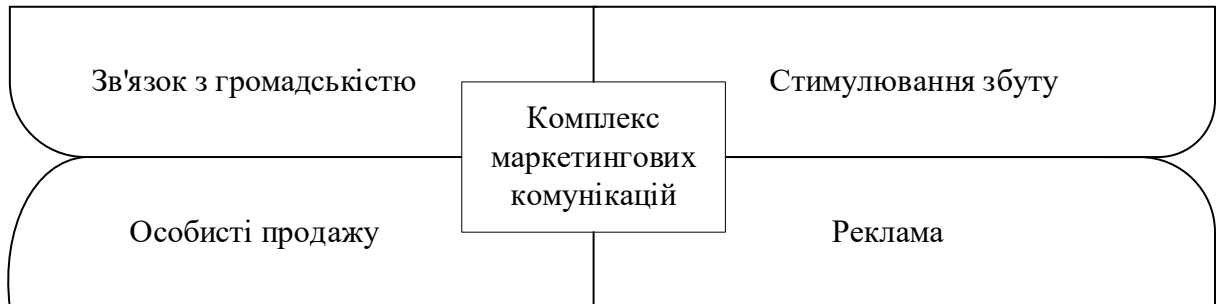 Зв'язок з громадськістю
Стимулювання збуту
Комплекс
маркетингових
комунікацій
Особисті продажу
Реклама